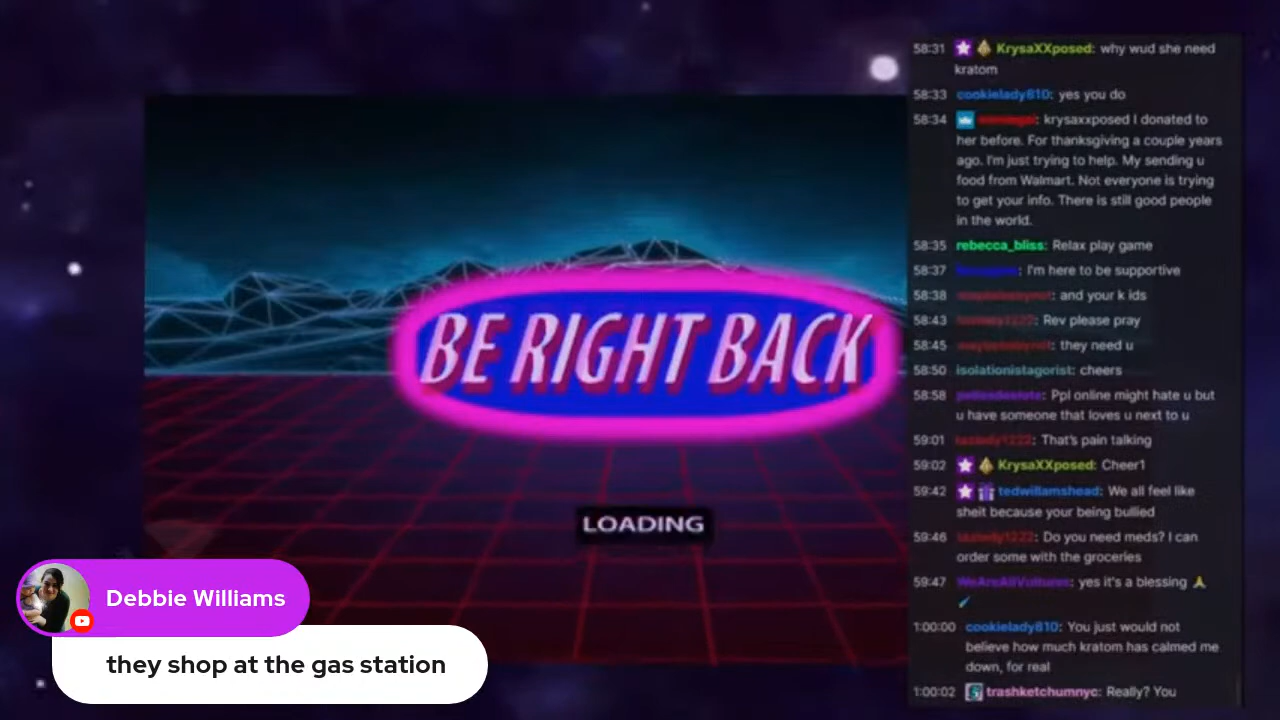 58:31 KrysaXXposed: why wud she need
kratom
58:33 cookielady810: yes you do
58:34 : krysaxxposed I donated to
her before. For thanksgiving a couple years
ago. I'm just trying to help. My sending u
food from Walmart. Not everyone is trying
to get your info. There is still good people
in the world.
58:35 rebecca_bliss: Relax play game
58:37 : I'm here to be supportive
58:38 : and your k ids
58:43 : Rev please pray
58:45 : they need u
58:50 isolationistagorist: cheers
58:58 : Ppl online might hate u but
u have someone that loves u next to u
59:01 : That's pain talking
59:02 KrysaXXposed: Cheer1
59:42 tedwillamshead: We all feel like
sheit because your being bullied
59:46 : Do you need meds? I can
order some with the groceries
59:47 WeAreAllVultures: yes it's a blessing
1:00:00 cookielady810: You just would not
believe how much kratom has calmed me
down, for real
1:00:02 trashketchumnyc: Really? You
BE RIGHT BACK
LOADING
Debbie Williams
they shop at the gas station